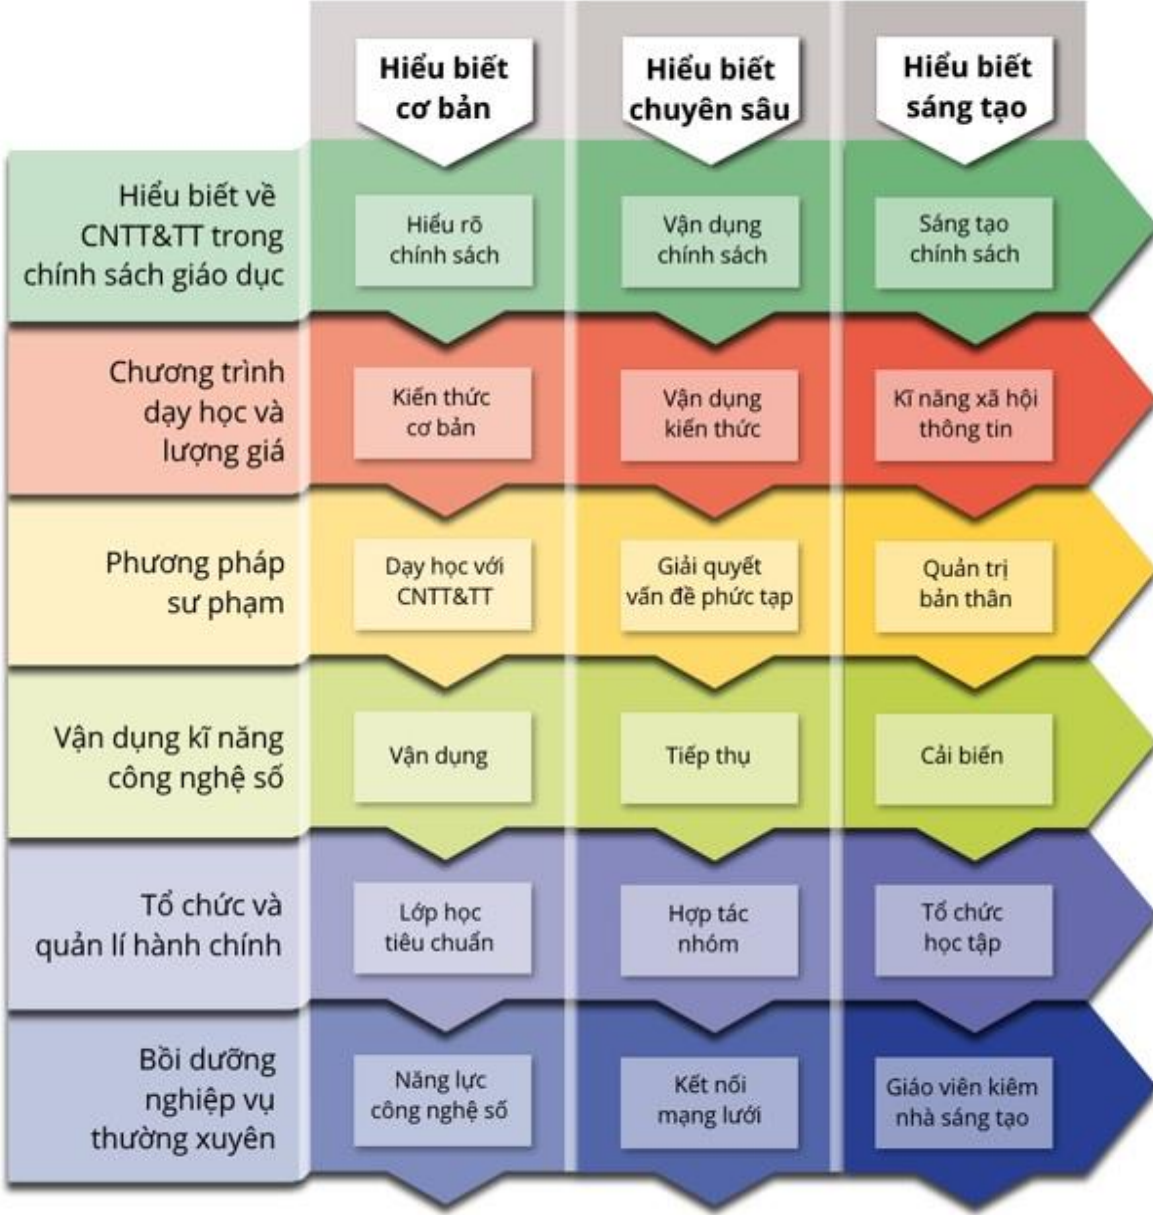 Hiểu biết
cơ bản
Hiểu biết
chuyên sâu
Hiểu biết
sáng tạo
Hiểu biết về
CNTT&TT trong
chính sách giáo dục
Hiểu rõ
chính sách
Vận dụng
chính sách
Sáng tạo
chính sách
Chương trình
dạy học và
lượng giá
Kiến thức
cơ bản
Vận dụng
kiến thức
Kĩ năng xã hội
thông tin
Phương pháp
sư phạm
Dạy học với
CNTT&TT
Giải quyết
vấn đề phức tạp
Quản trị
bản thân
Vận dụng kĩ năng
công nghệ số
Vận dụng
Tiếp thụ
Cải biến
Tổ chức và
quản lí hành chính
Lớp học
tiêu chuẩn
Hợp tác
nhóm
Tổ chức
học tập
Bồi dưỡng
nghiệp vụ
thường xuyên
Năng lực
công nghệ số
Kết nối
mạng lưới
Giáo viên kiêm
nhà sáng tạo